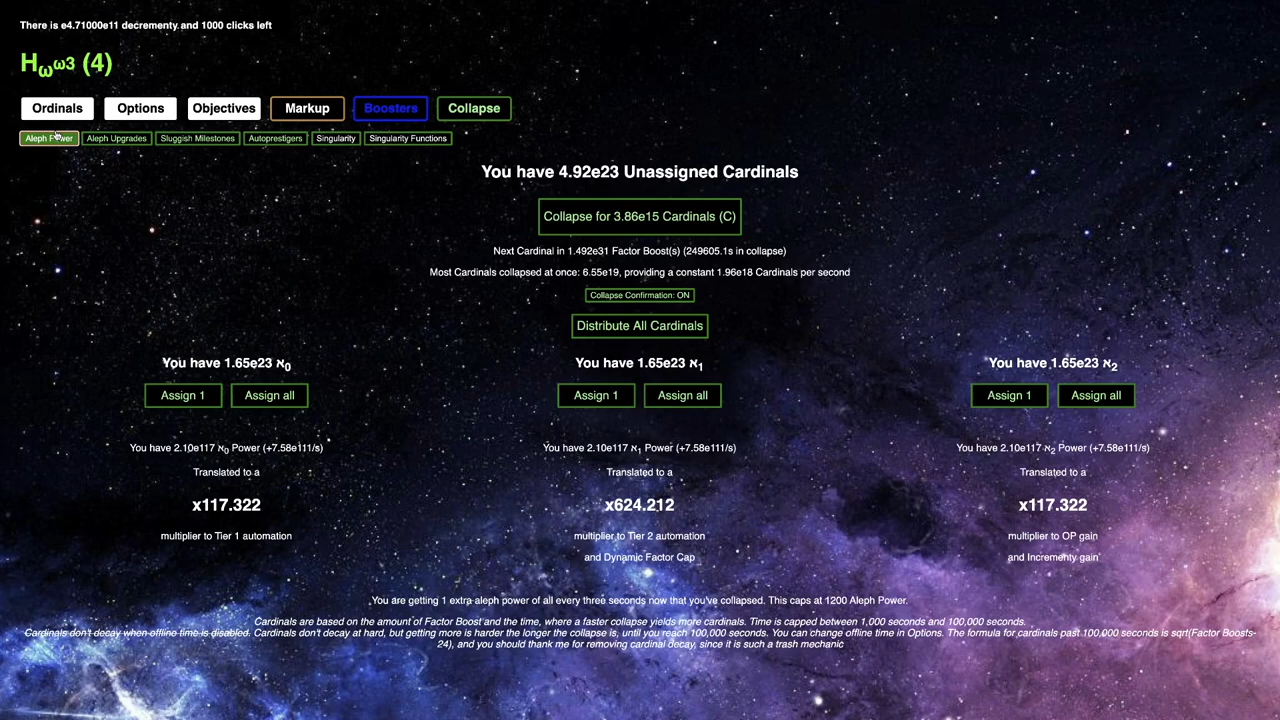 There is e4.71000e11 decrementy and 1000 clicks left
Hωω3 (4)
Ordinals Options Objectives Markup Boosters Collapse
Aleph Power Aleph Upgrades Sluggish Milestones Autoprestigers Singularity Singularity Functions
You have 4.92e23 Unassigned Cardinals
Collapse for 3.86e15 Cardinals (C)
Next Cardinal in 1.492e31 Factor Boost(s) (249605.1s in collapse)
Most Cardinals collapsed at once: 6.55e19, providing a constant 1.96e18 Cardinals per second
Collapse Confirmation: ON
Distribute All Cardinals
You have 1.65e23 ℵ0 You have 1.65e23 ℵ1 You have 1.65e23 ℵ2
Assign 1 Assign all Assign 1 Assign all Assign 1 Assign all
You have 2.10e117 ℵ0 Power (+7.58e111/s) You have 2.10e117 ℵ1 Power (+7.58e111/s) You have 2.10e117 ℵ2 Power (+7.58e111/s)
Translated to a Translated to a Translated to a
x117.322 x624.212 x117.322
multiplier to Tier 1 automation multiplier to Tier 2 automation multiplier to OP gain
and Dynamic Factor Cap and Incrementy gain
You are getting 1 extra aleph power of all every three seconds now that you've collapsed. This caps at 1200 Aleph Power.
Cardinals are based on the amount of Factor Boost and the time, where a faster collapse yields more cardinals. Time is capped between 1,000 seconds and 100,000 seconds.
Cardinals don't decay when offline time is disabled. Cardinals don't decay at hard, but getting more is harder the longer the collapse is, until you reach 100,000 seconds. You can change offline time in Options. The formula for cardinals past 100,000 seconds is sqrt(Factor Boosts-
24), and you should thank me for removing cardinal decay, since it is such a trash mechanic